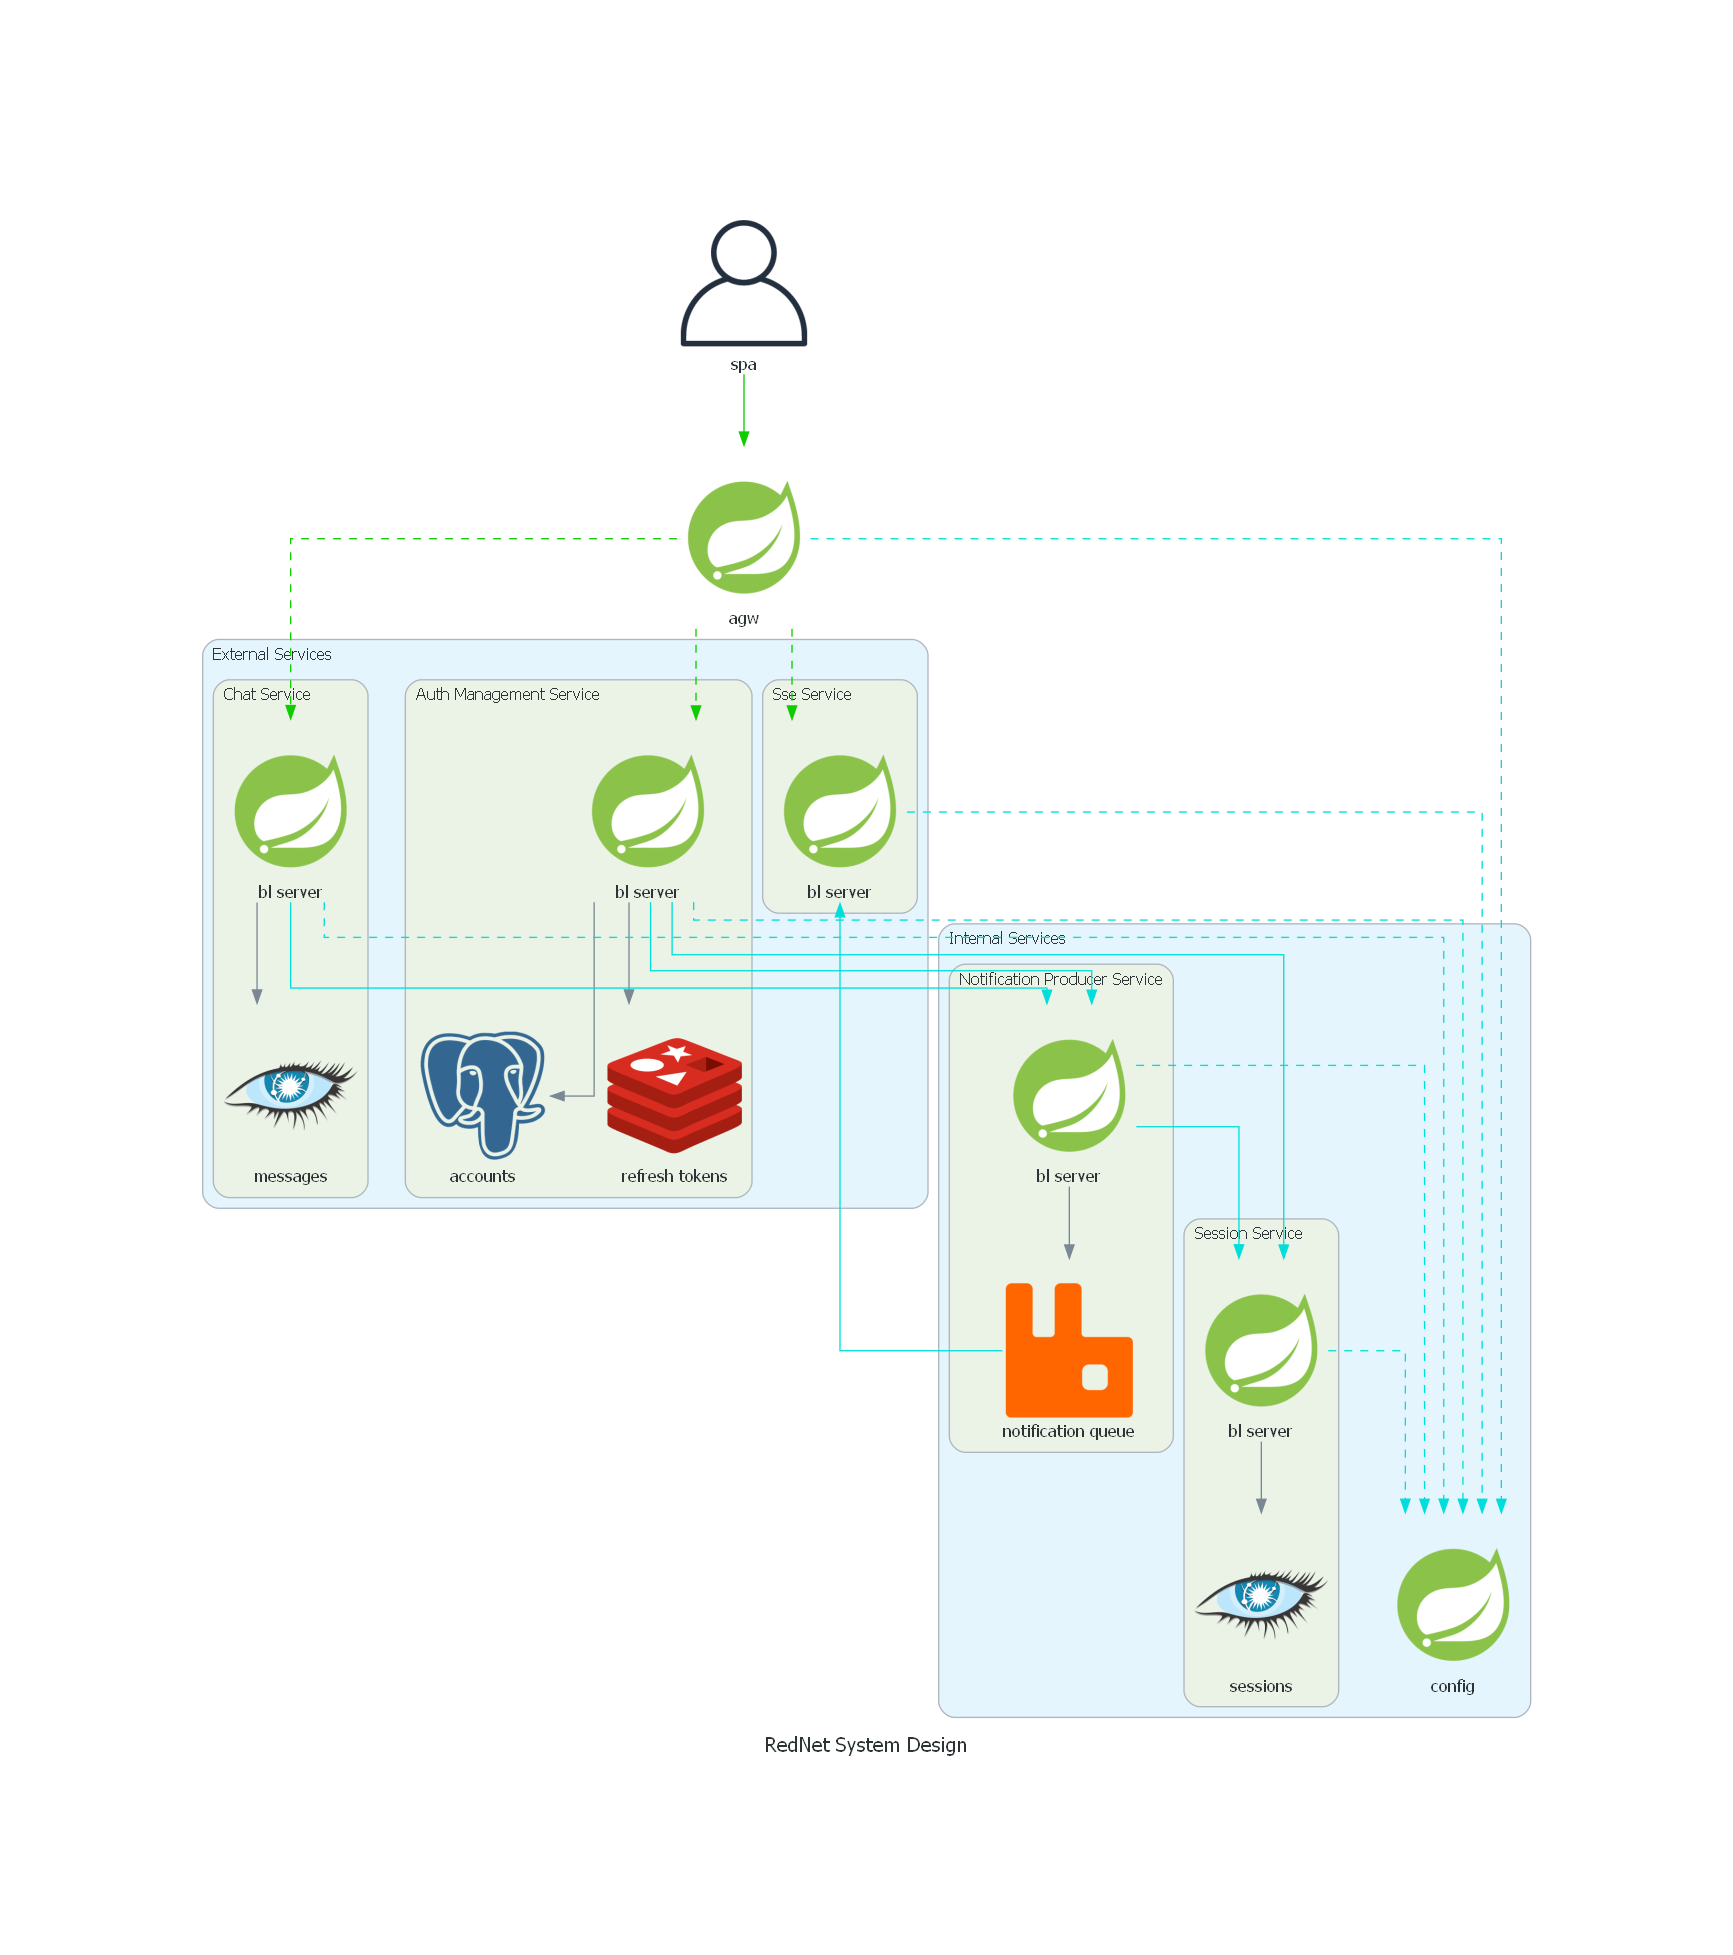 spa
agw
External Services
Chat Service
Auth Management Service
Sse Service
bl server
bl server
bl server
Internal Services
Notification Producer Service
messages
accounts
refresh tokens
bl server
Session Service
notification queue
bl server
sessions
config
RedNet System Design